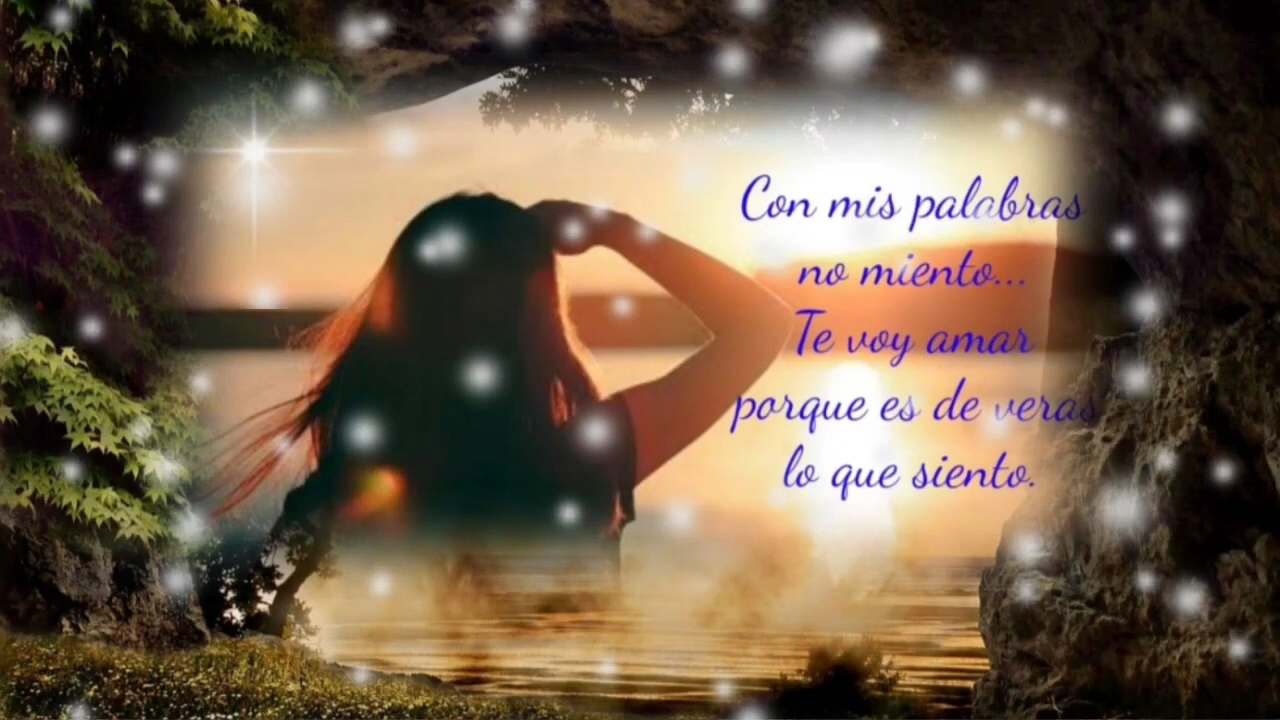 Con mis palabras
no miento...
Te voy amar
porque es de veras
lo que siento.